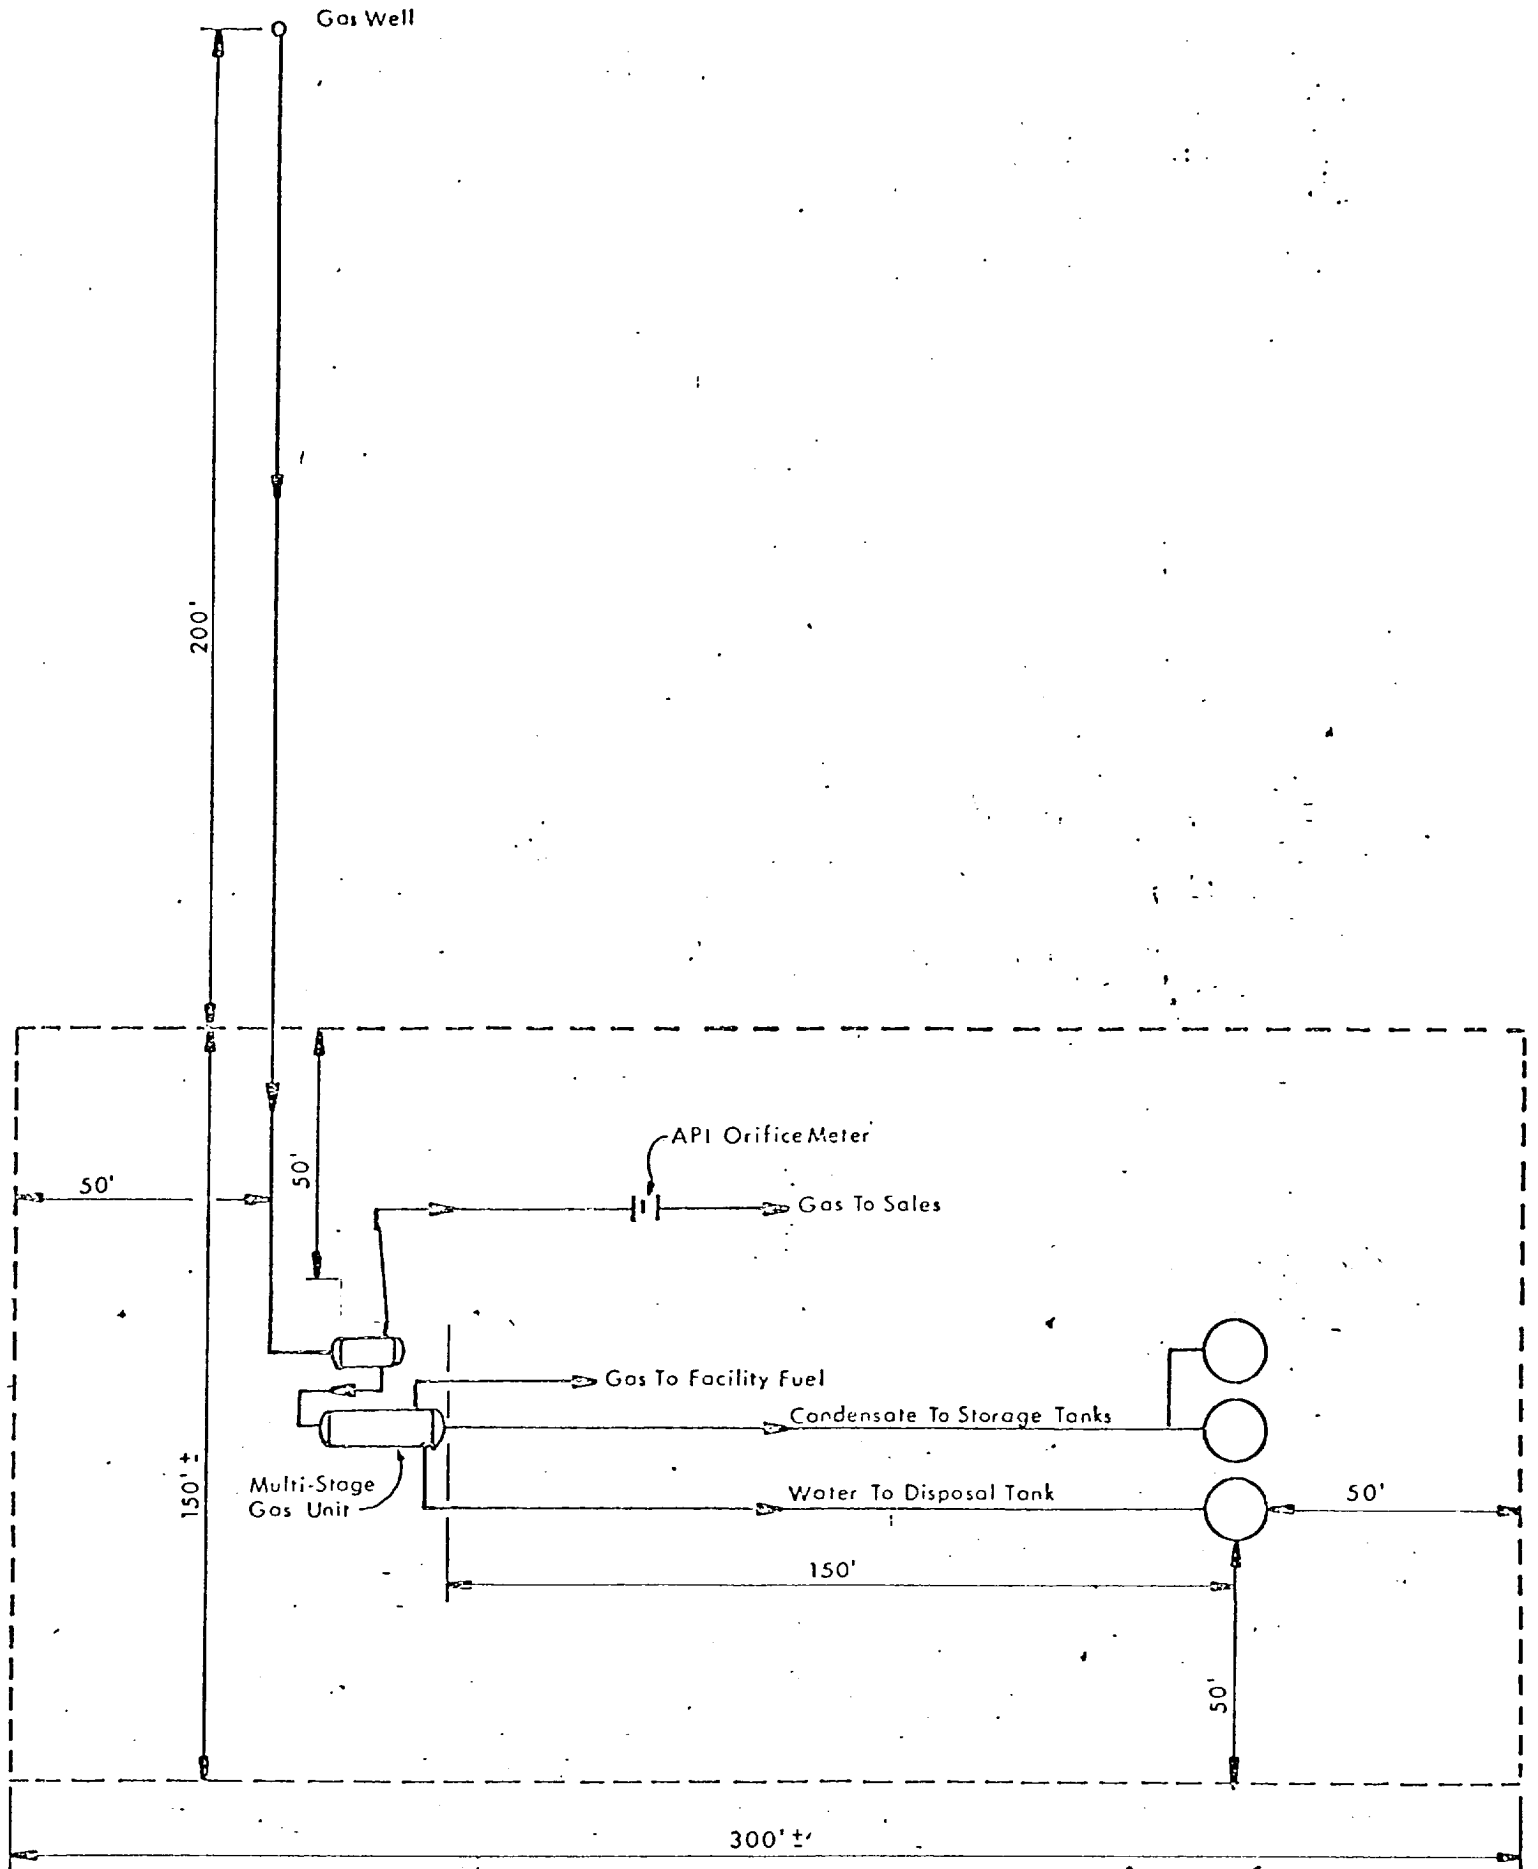 Gas Well
200'
API Orifice Meter
50'
50'
Gas To Sales
Gas To Facility Fuel
Condensate To Storage Tanks
Multi-Stage
Gas Unit
150' ±
Water To Disposal Tank
50'
150'
50'
300' ±